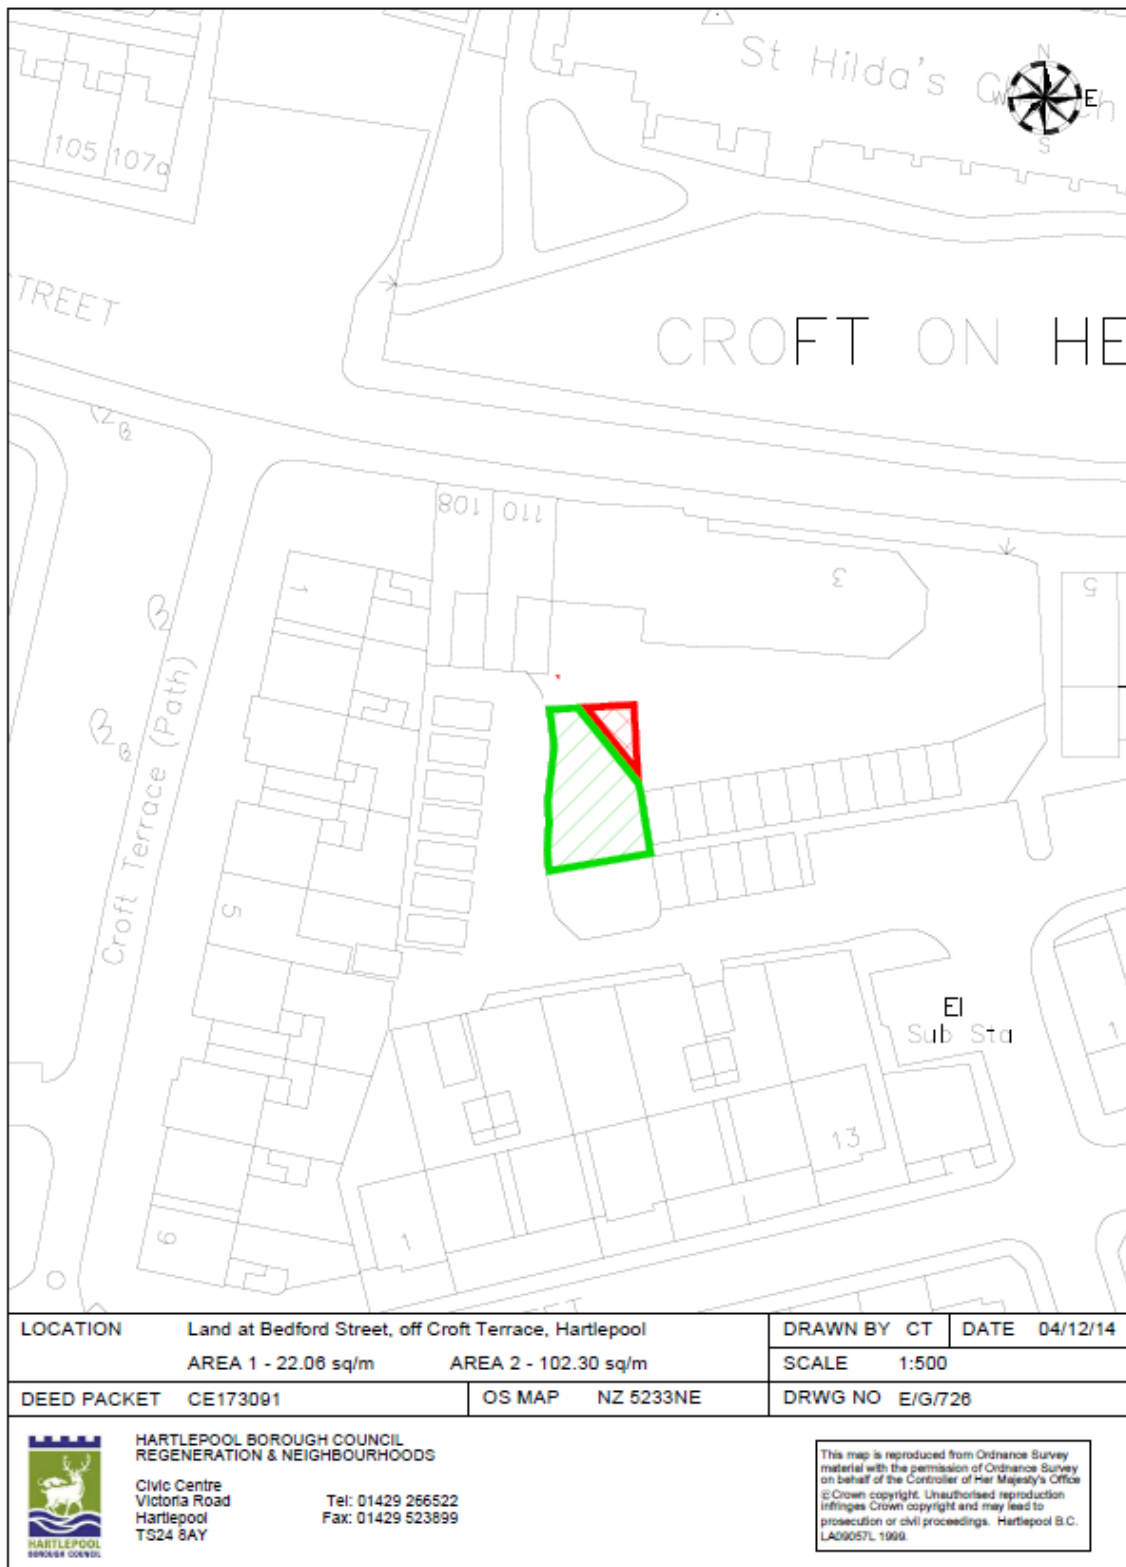 St Hilda's Church
N
W
E
S
105 107a
TREET
CROFT ON HE
108
110
3
5
1
Croft Terrace (Path)
5
El
Sub Sta
1
13
9
1
LOCATION Land at Bedford Street, off Croft Terrace, Hartlepool
AREA 1 - 22.06 sq/m AREA 2 - 102.30 sq/m
DRAWN BY CT DATE 04/12/14
SCALE 1:500
DEED PACKET CE173091 OS MAP NZ 5233NE DRWG NO E/G/726
HARTLEPOOL BOROUGH COUNCIL
REGENERATION & NEIGHBOURHOODS
Civic Centre
Victoria Road
Hartlepool
TS24 8AY
Tel: 01429 266522
Fax: 01429 523899
HARTLEPOOL
BOROUGH COUNCIL
This map is reproduced from Ordnance Survey
material with the permission of Ordnance Survey
on behalf of the Controller of Her Majesty's Office
©Crown copyright. Unauthorised reproduction
infringes Crown copyright and may lead to
prosecution or civil proceedings. Hartlepool B.C.
LA09057L 1999.